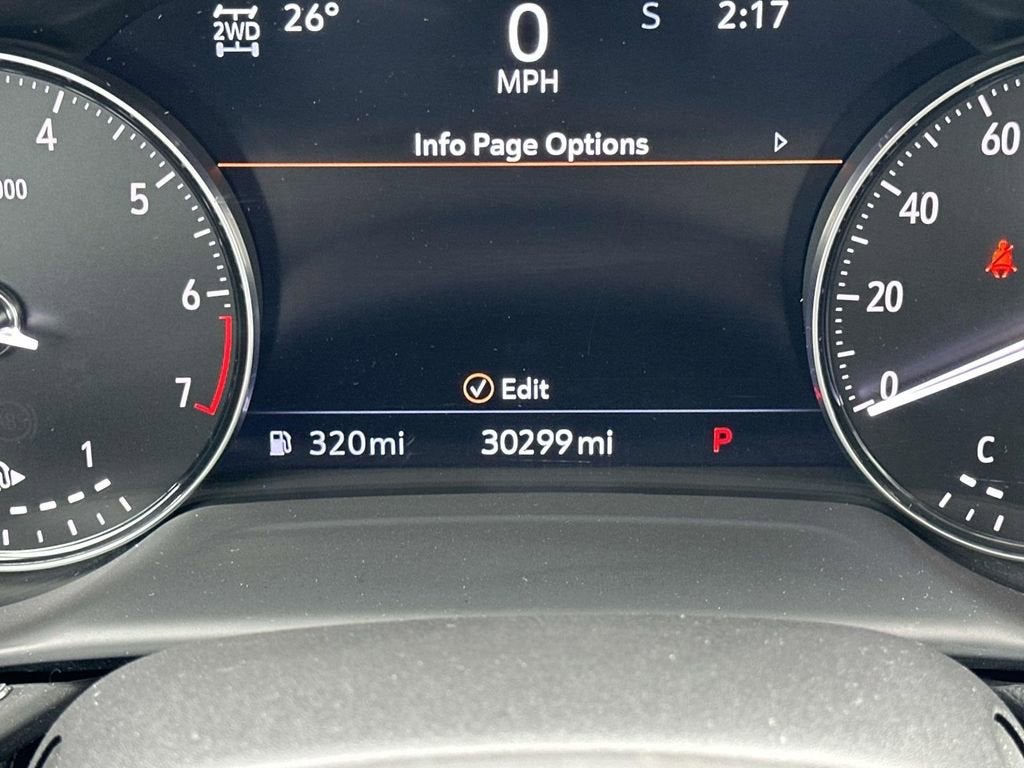 2WD 26° 0 S 2:17
MPH
Info Page Options
4 5 6 7
000
1
60 40 20 0
C
Edit
320mi 30299mi P